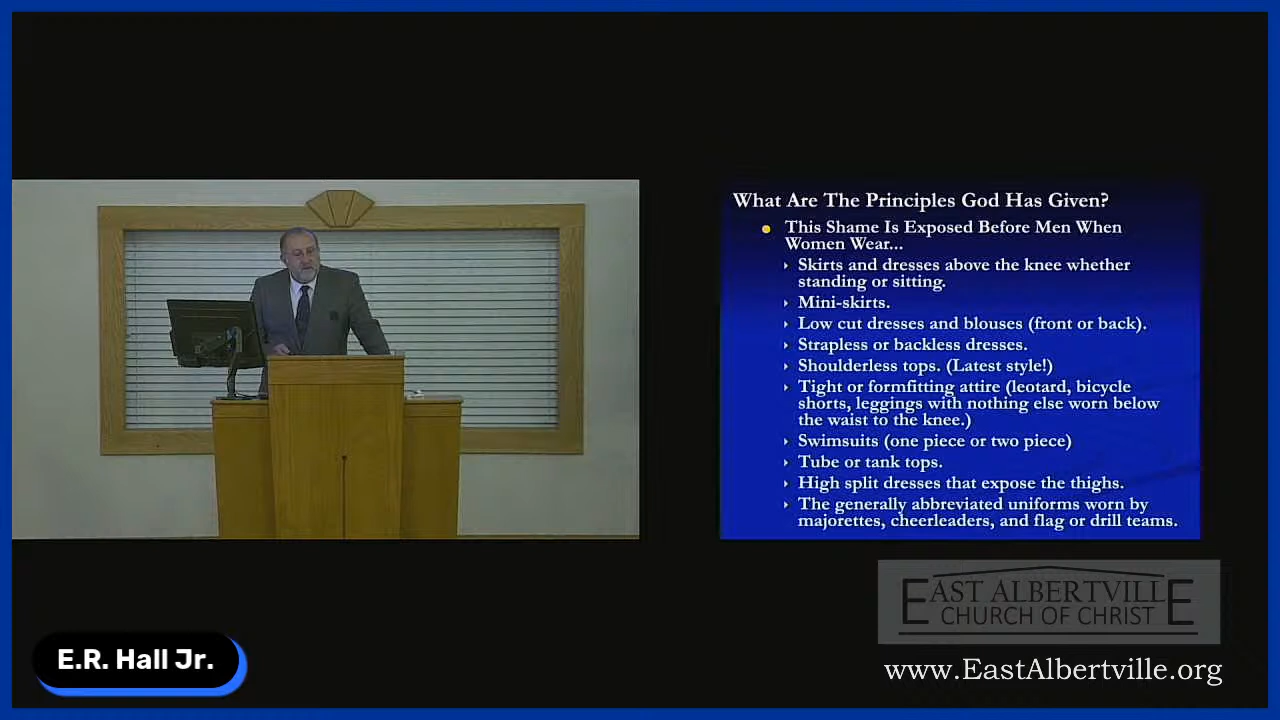 What Are The Principles God Has Given?
This Shame Is Exposed Before Men When
Women Wear...
Skirts and dresses above the knee whether
standing or sitting.
Mini-skirts.
Low cut dresses and blouses (front or back).
Strapless or backless dresses.
Shoulderless tops. (Latest style!)
Tight or formfitting attire (leotard, bicycle
shorts, leggings with nothing else worn below
the waist to the knee.)
Swimsuits (one piece or two piece)
Tube or tank tops.
High split dresses that expose the thighs.
The generally abbreviated uniforms worn by
majorettes, cheerleaders, and flag or drill teams.
EAST ALBERTVILLE
CHURCH OF CHRIST
E.R. Hall Jr.
www.EastAlbertville.org